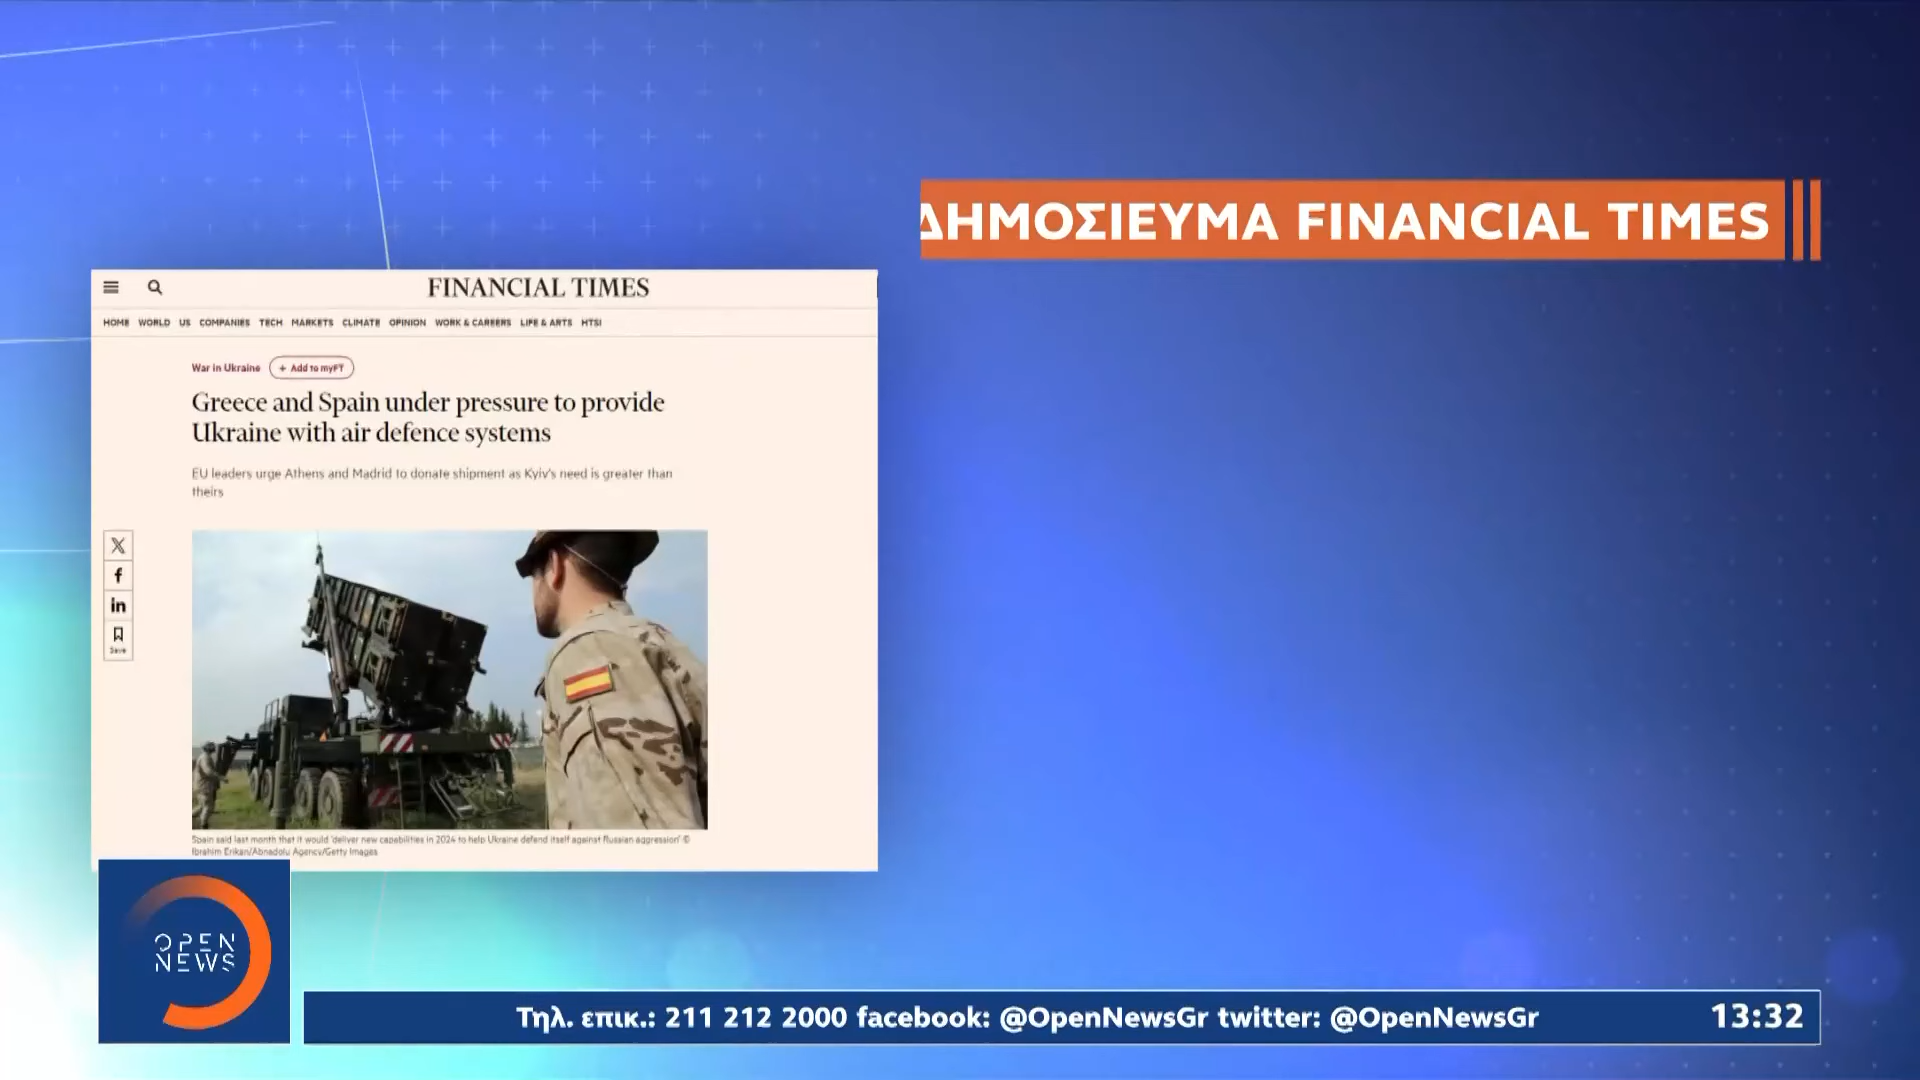 ΔΗΜΟΣΙΕΥΜΑ FINANCIAL TIMES
FINANCIAL TIMES
HOME WORLD US COMPANIES TECH MARKETS CLIMATE OPINION WORK & CAREERS LIFE & ARTS HTSI
War in Ukraine + Add to myFT
Greece and Spain under pressure to provide
Ukraine with air defence systems
EU leaders urge Athens and Madrid to donate shipment as Kyiv's need is greater than
theirs
Save
Spain said last month that it would 'deliver new capabilities in 2024 to help Ukraine defend itself against Russian aggression' ©
Ibrahim Erikan/Abnadolu Agency/Getty Images
OPEN
NEWS
Τηλ. επικ.: 211 212 2000 facebook: @OpenNewsGr twitter: @OpenNewsGr
13:32